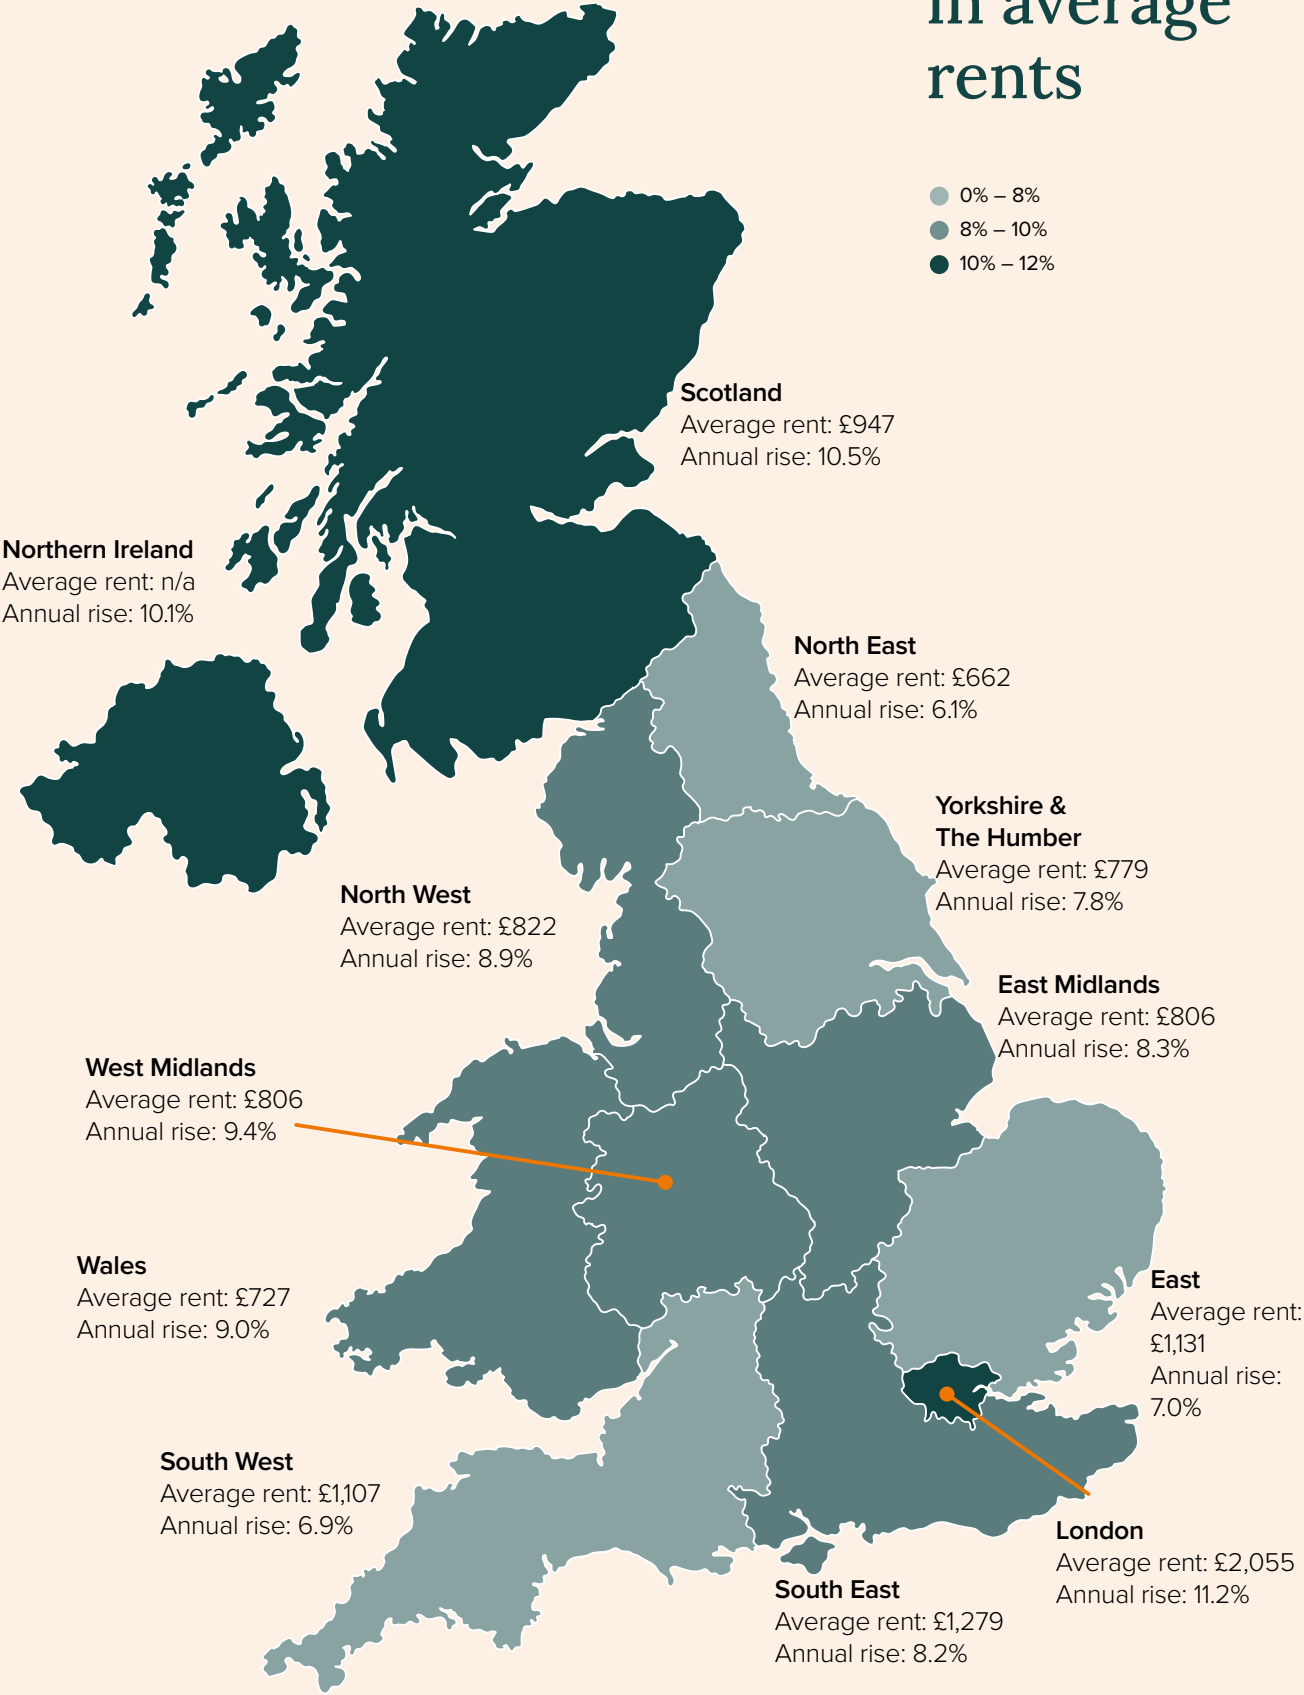 in average
rents
0% – 8%
8% – 10%
10% – 12%
Scotland
Average rent: £947
Annual rise: 10.5%
Northern Ireland
Average rent: n/a
Annual rise: 10.1%
North East
Average rent: £662
Annual rise: 6.1%
Yorkshire &
The Humber
Average rent: £779
Annual rise: 7.8%
North West
Average rent: £822
Annual rise: 8.9%
East Midlands
Average rent: £806
Annual rise: 8.3%
West Midlands
Average rent: £806
Annual rise: 9.4%
Wales
Average rent: £727
Annual rise: 9.0%
East
Average rent:
£1,131
Annual rise:
7.0%
South West
Average rent: £1,107
Annual rise: 6.9%
London
Average rent: £2,055
Annual rise: 11.2%
South East
Average rent: £1,279
Annual rise: 8.2%